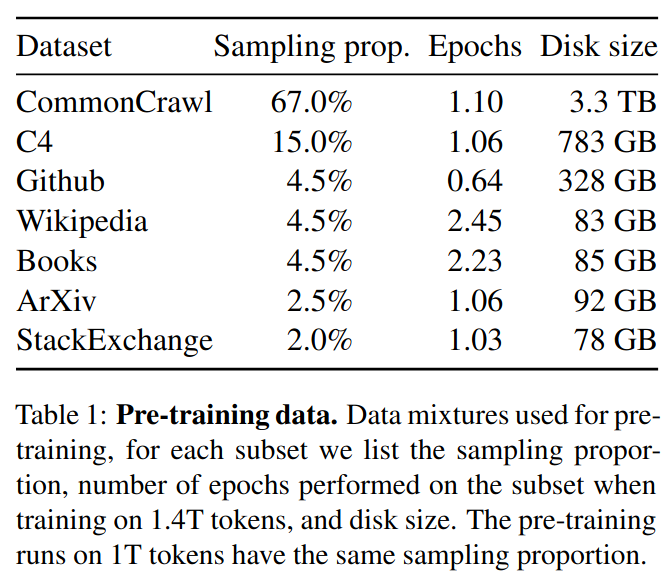 Dataset Sampling prop. Epochs Disk size
CommonCrawl 67.0% 1.10 3.3 TB
C4 15.0% 1.06 783 GB
Github 4.5% 0.64 328 GB
Wikipedia 4.5% 2.45 83 GB
Books 4.5% 2.23 85 GB
ArXiv 2.5% 1.06 92 GB
StackExchange 2.0% 1.03 78 GB
Table 1: Pre-training data. Data mixtures used for pre-
training, for each subset we list the sampling propor-
tion, number of epochs performed on the subset when
training on 1.4T tokens, and disk size. The pre-training
runs on 1T tokens have the same sampling proportion.